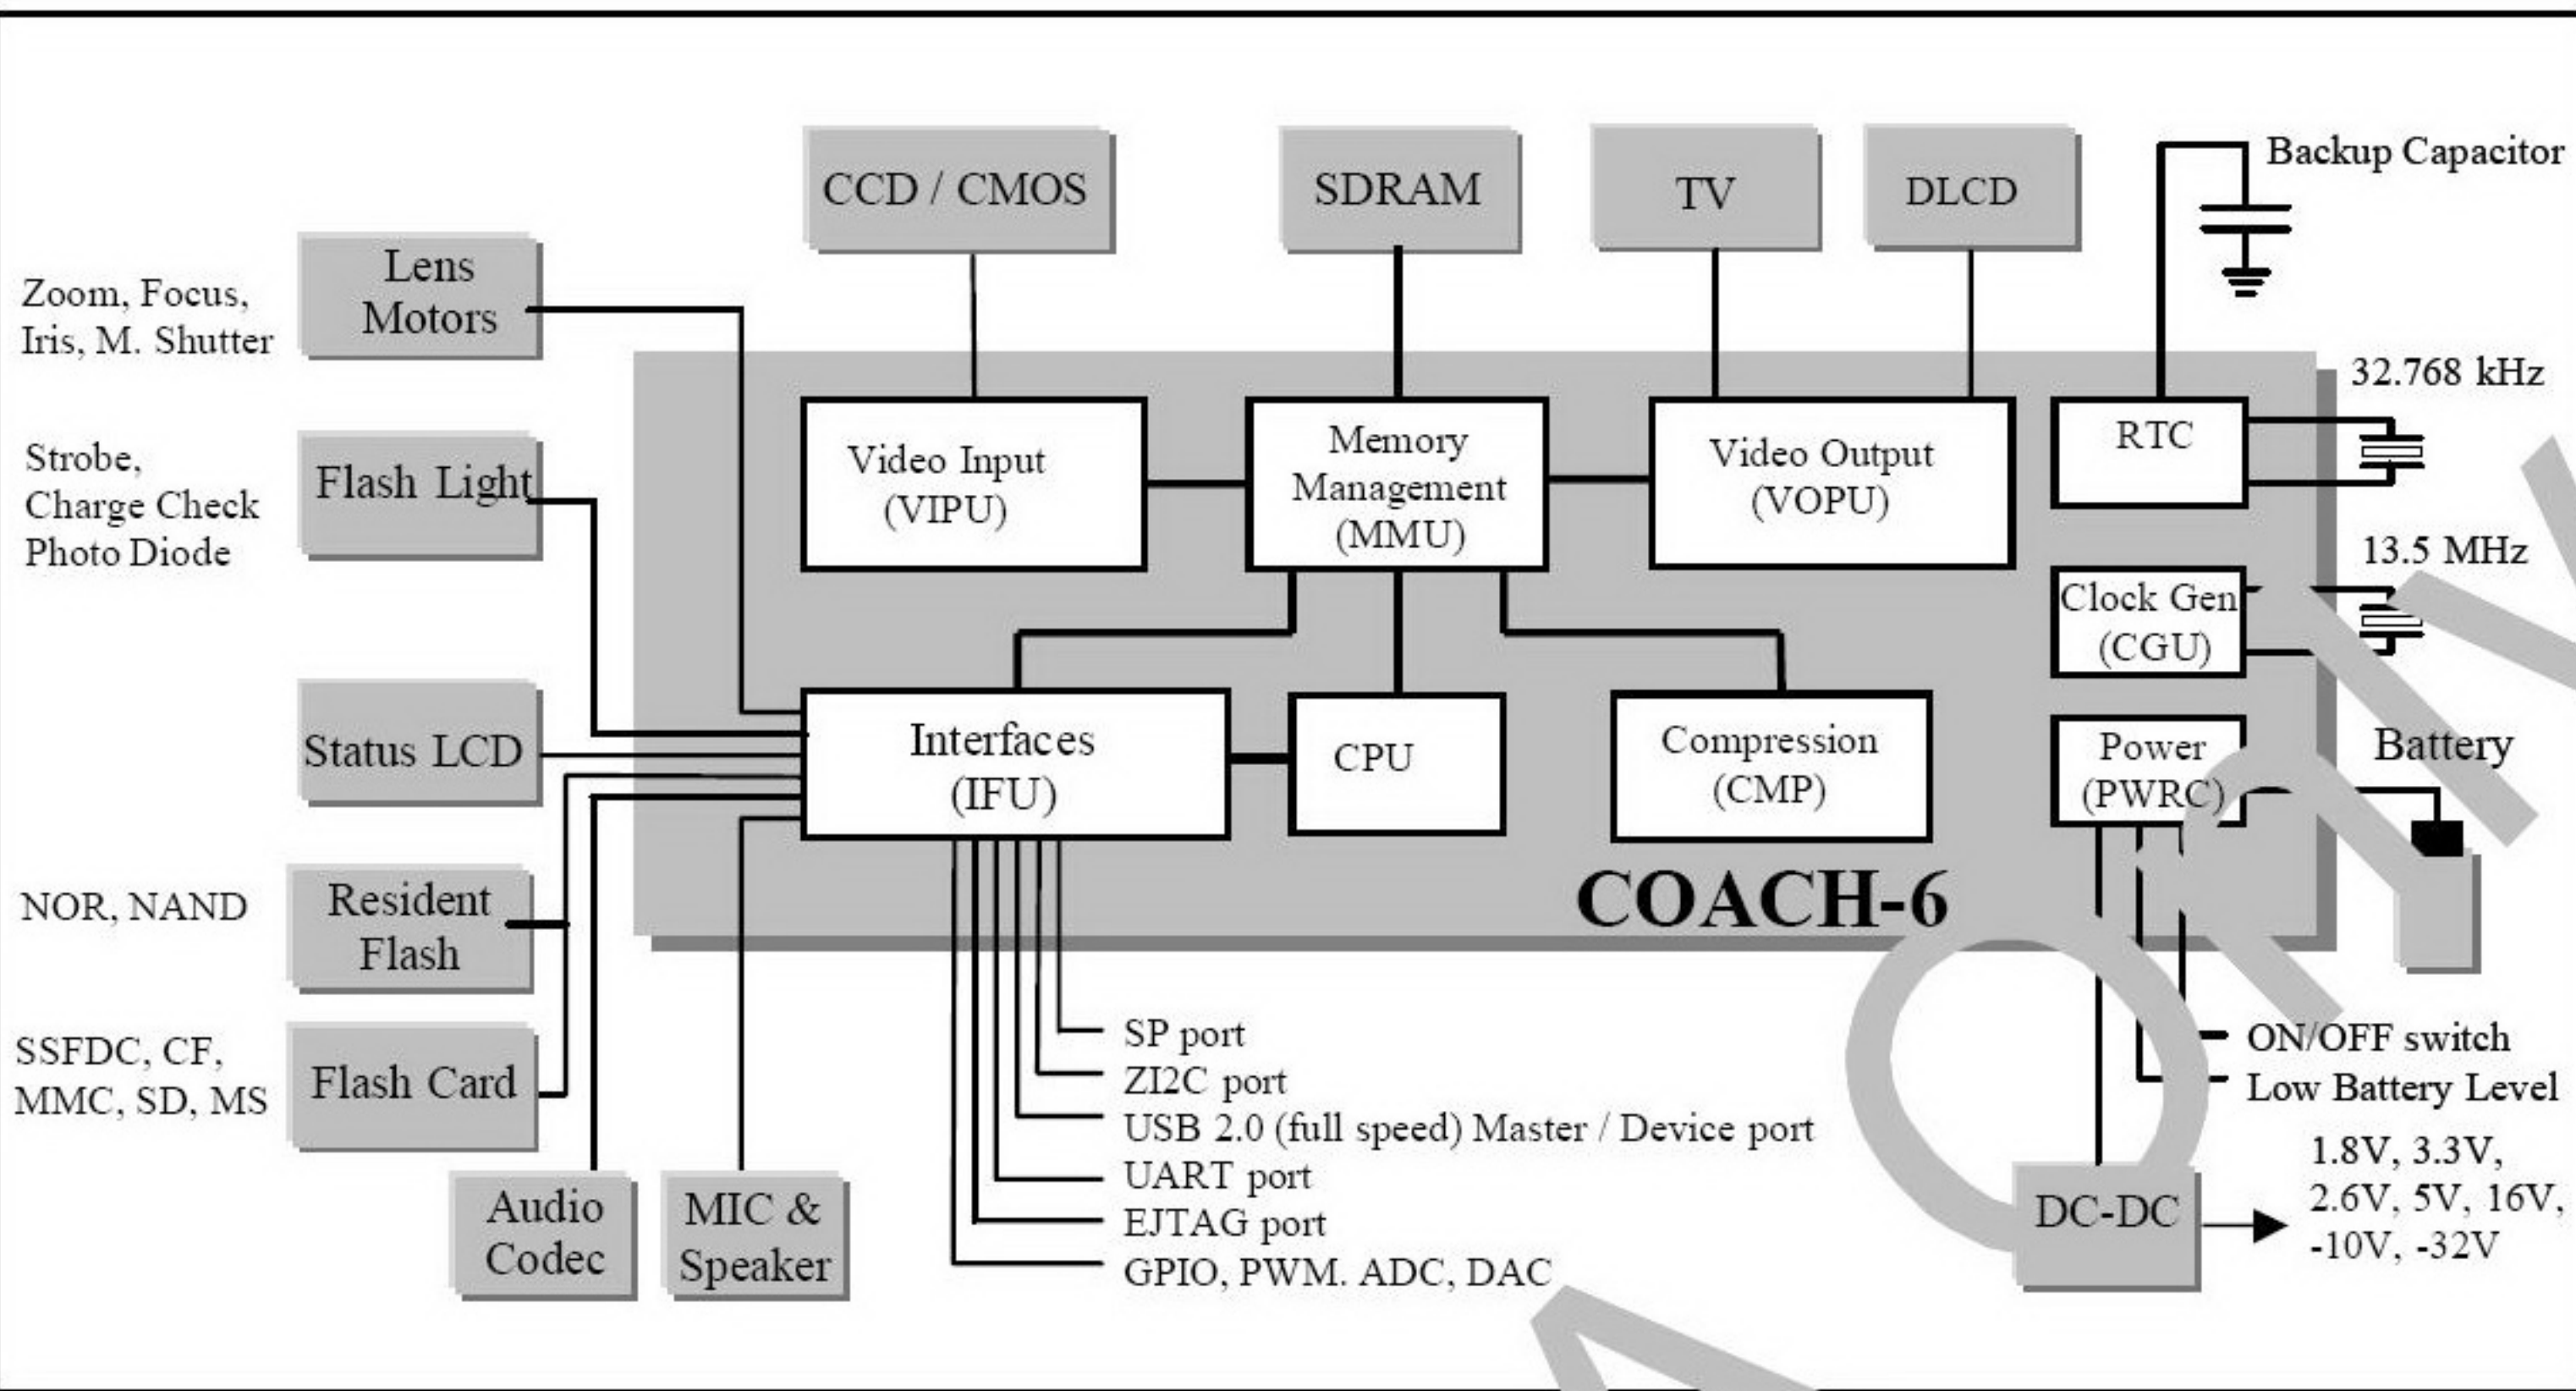 CCD / CMOS
SDRAM
TV
DLCD
Backup Capacitor
Lens
Motors
Zoom, Focus,
Iris, M. Shutter
32.768 kHz
Video Input
(VIPU)
Memory
Management
(MMU)
Video Output
(VOPU)
RTC
Strobe,
Charge Check
Photo Diode
Flash Light
13.5 MHz
Clock Gen
(CGU)
Status LCD
Interfaces
(IFU)
CPU
Compression
(CMP)
Power
(PWRC)
Battery
COACH-6
NOR, NAND
Resident
Flash
SSFDC, CF,
MMC, SD, MS
Flash Card
SP port
ZI2C port
USB 2.0 (full speed) Master / Device port
UART port
EJTAG port
GPIO, PWM. ADC, DAC
ON/OFF switch
Low Battery Level
Audio
Codec
MIC &
Speaker
DC-DC
1.8V, 3.3V,
2.6V, 5V, 16V,
-10V, -32V